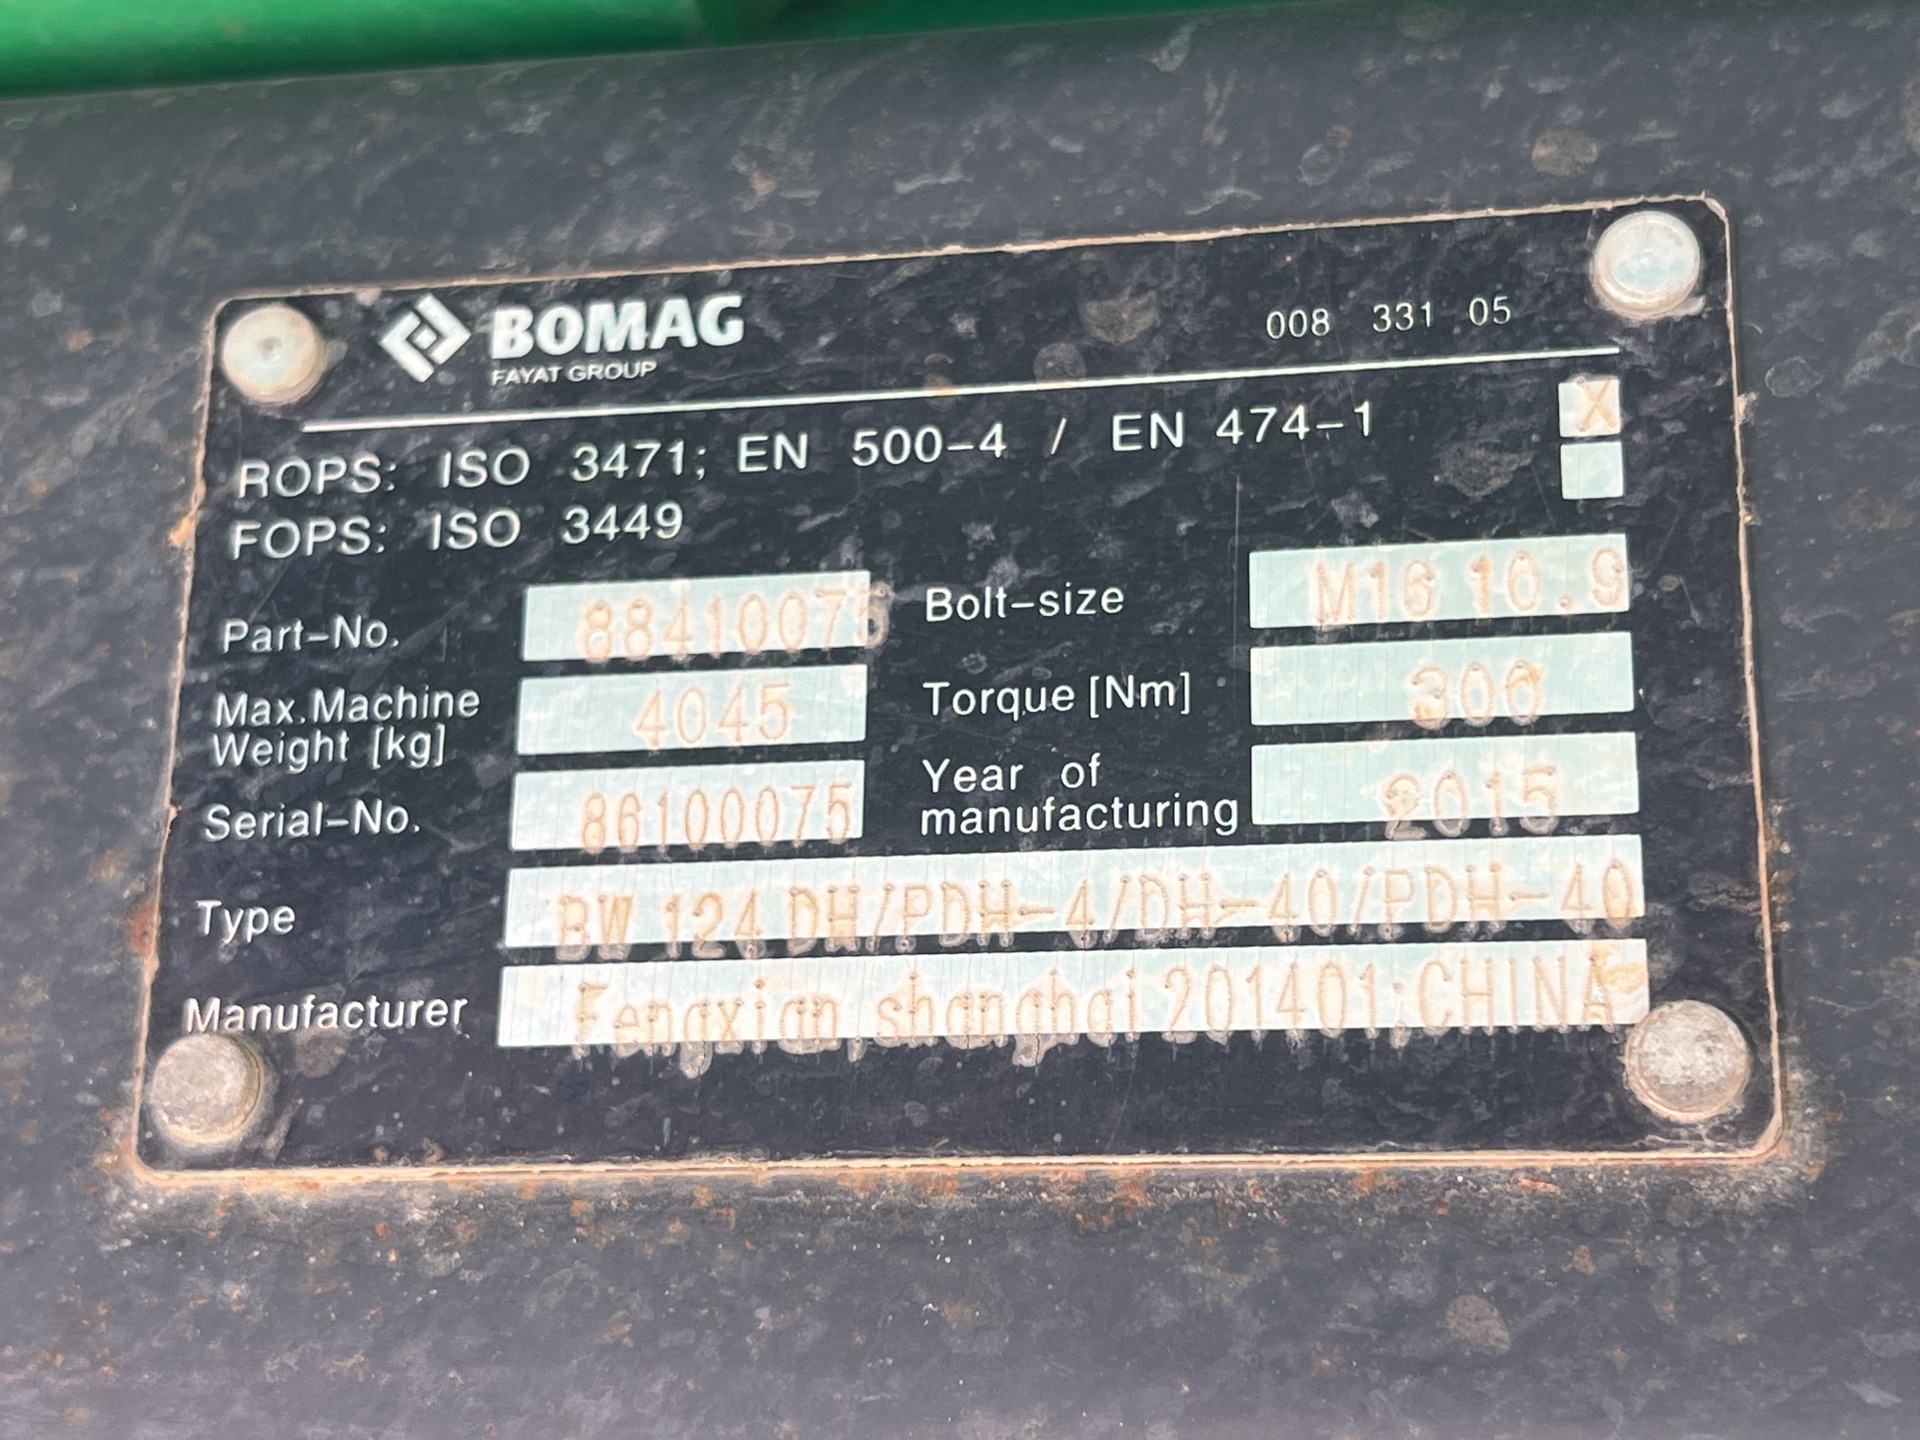 BOMAG
FAYAT GROUP
008 331 05
ROPS: ISO 3471; EN 500-4 / EN 474-1 X
FOPS: ISO 3449
Part-No. 88410075 Bolt-size M16 10.9
Max.Machine Weight [kg] 4045 Torque [Nm] 300
Serial-No. 86100075 Year of manufacturing 2015
Type BW 124 DH/PDH-4/DH-40/PDH-40
Manufacturer Fengxian, shanghai 201401; CHINA